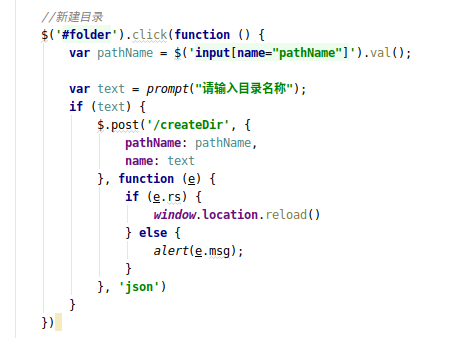 //新建目录
$('#folder').click(function () {
    var pathName = $('input[name="pathName"]').val();

    var text = prompt("请输入目录名称");
    if (text) {
        $.post('/createDir', {
            pathName: pathName,
            name: text
        }, function (e) {
            if (e.rs) {
                window.location.reload()
            } else {
                alert(e.msg);
            }
        }, 'json')
    }
})